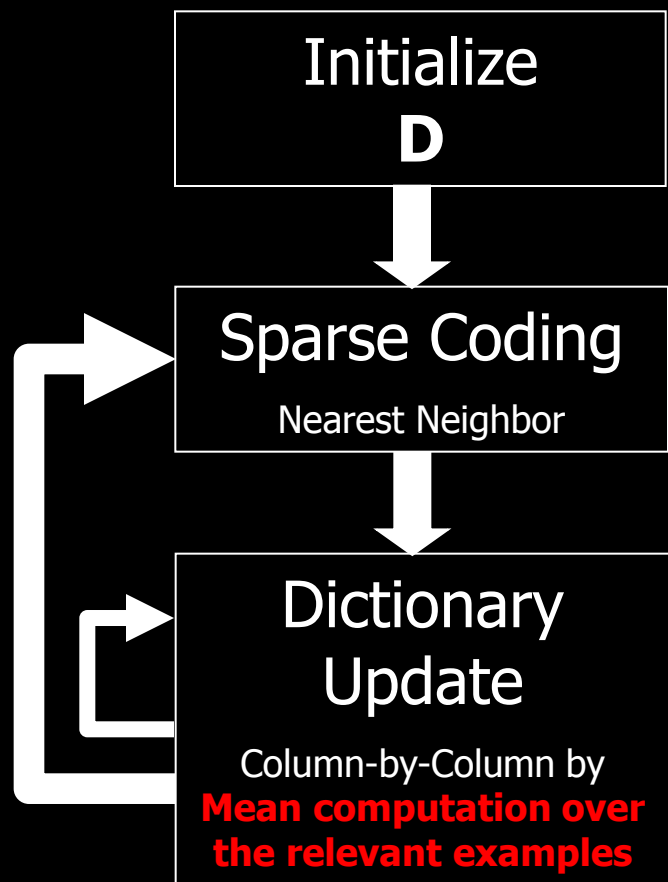 Initialize
D
Sparse Coding
Nearest Neighbor
Dictionary
Update
Column-by-Column by
Mean computation over
the relevant examples